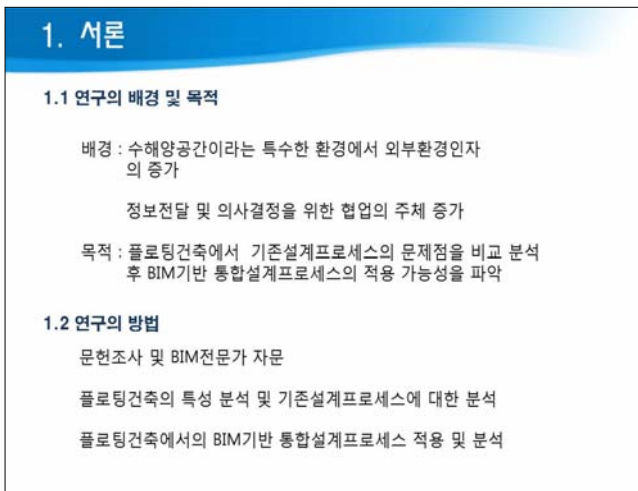 1. 서론
1.1 연구의 배경 및 목적
배경 : 수해양공간이라는 특수한 환경에서 외부환경인자
의 증가
정보전달 및 의사결정을 위한 협업의 주체 증가
목적 : 플로팅건축에서 기존설계프로세스의 문제점을 비교 분석
후 BIM기반 통합설계프로세스의 적용 가능성을 파악
1.2 연구의 방법
문헌조사 및 BIM전문가 자문
플로팅건축의 특성 분석 및 기존설계프로세스에 대한 분석
플로팅건축에서의 BIM기반 통합설계프로세스 적용 및 분석